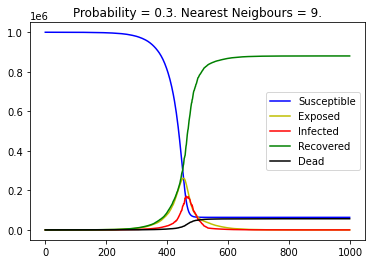 Probability = 0.3. Nearest Neigbours = 9.
1e6
1.0
0.8
0.6
0.4
0.2
0.0
Susceptible
Exposed
Infected
Recovered
Dead
0 200 400 600 800 1000